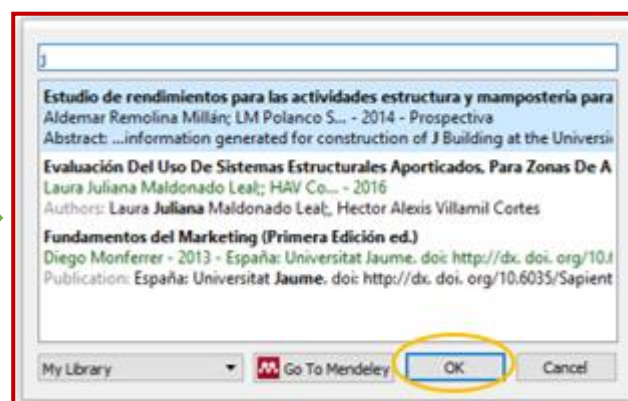 J
Estudio de rendimientos para las actividades estructura y mampostería para
Aldemar Remolina Millán; LM Polanco S... - 2014 - Prospectiva
Abstract: ...information generated for construction of J Building at the Universi
Evaluación Del Uso De Sistemas Estructurales Aporticados, Para Zonas De A
Laura Juliana Maldonado Leal;; HAV Co... - 2016
Authors: Laura Juliana Maldonado Leal;, Hector Alexis Villamil Cortes
Fundamentos del Marketing (Primera Edición ed.)
Diego Monferrer - 2013 - España: Universitat Jaume. doi: http://dx. doi. org/10.6
Publication: España: Universitat Jaume. doi: http://dx. doi. org/10.6035/Sapient
My Library
Go To Mendeley
OK
Cancel